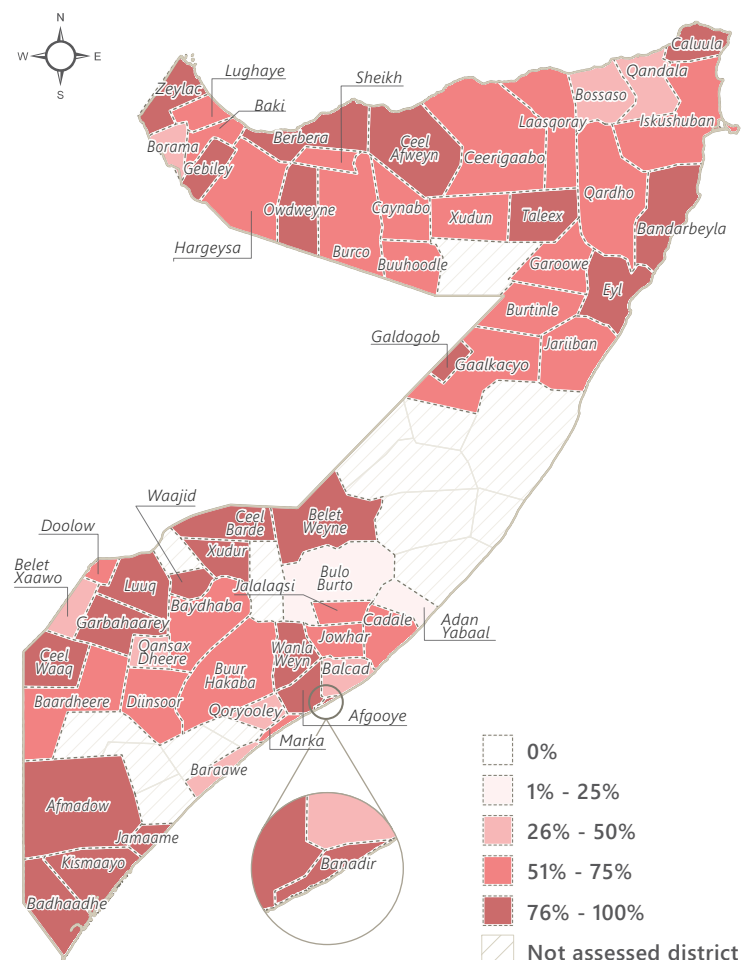 N
W
E
S
Caluula
Qandala
Bossaso
Iskushuban
Laasqoray
Ceerigaabo
Sheikh
Lughaye
Zeylac
Baki
Berbera
Ceel
Afweyn
Borama
Gebiley
Owdweyne
Caynabo
Xudun
Taleex
Qardho
Bandarbeyla
Hargeysa
Burco
Buuhoodle
Garoowe
Eyl
Burtinle
Galdogob
Gaalkacyo
Jariiban
Waajid
Ceel
Barde
Belet
Weyne
Doolow
Xudur
Belet
Xaawo
Luuq
Baydhaba
Jalalaqsi
Bulo
Burto
Garbahaarey
Cadale
Adan
Yabaal
Qansax
Dheere
Jowhar
Wanla
Weyn
Ceel
Waaq
Buur
Hakaba
Balcad
Baardheere
Diinsoor
Qoryooley
Afgooye
Marka
Baraawe
Afmadow
Jamaame
Kismaayo
Badhaadhe
Banadir
0%
1% - 25%
26% - 50%
51% - 75%
76% - 100%
Not assessed district